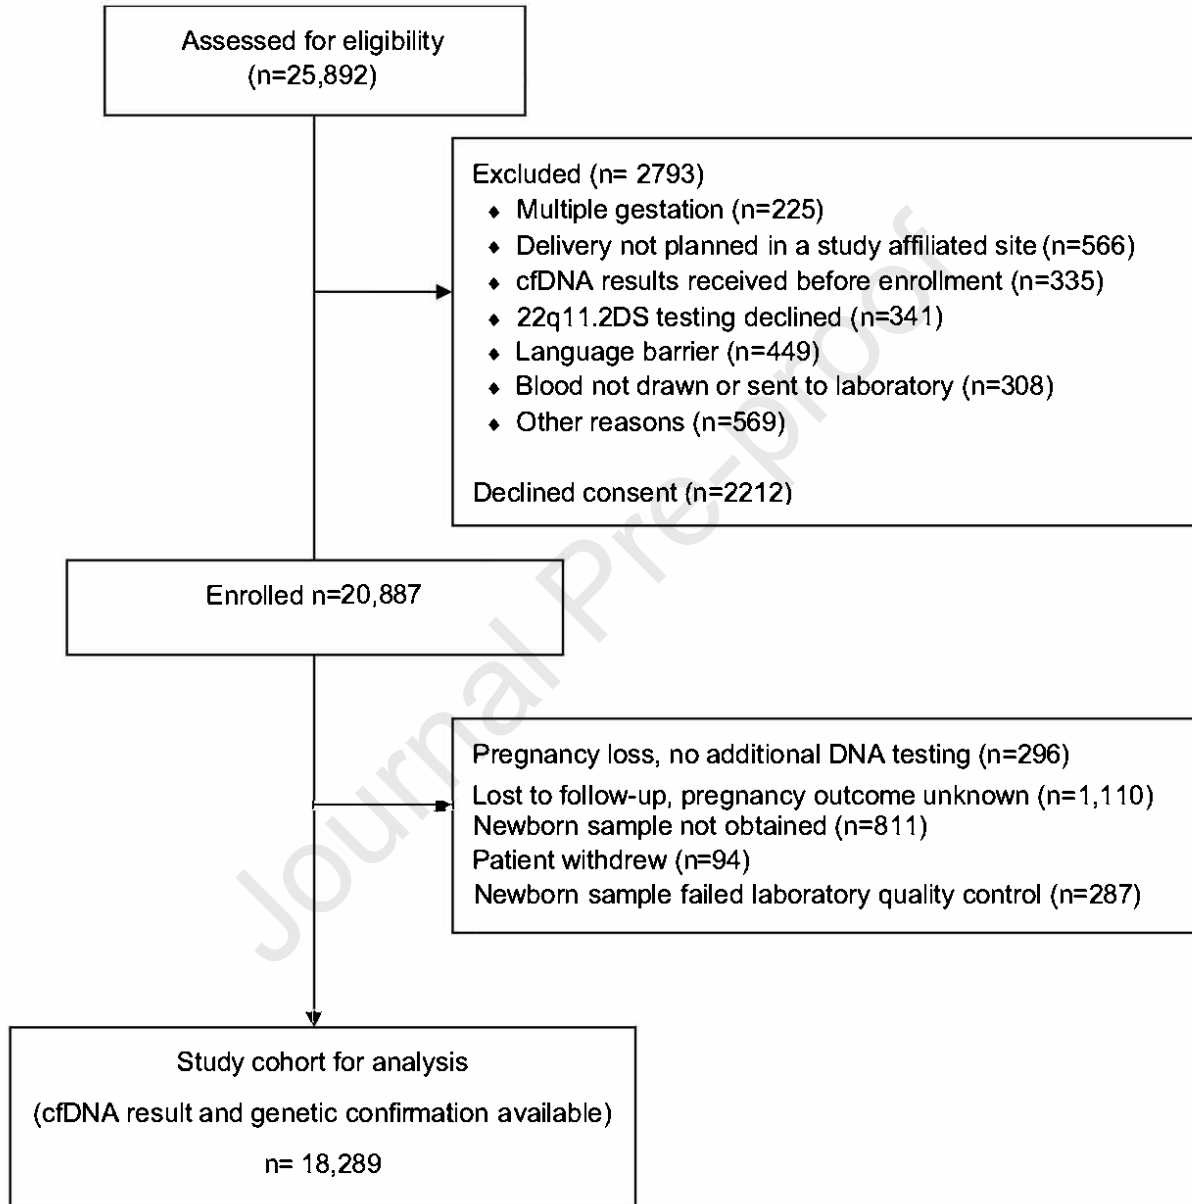 Assessed for eligibility
(n=25,892)
Excluded (n= 2793)
♦ Multiple gestation (n=225)
♦ Delivery not planned in a study affiliated site (n=566)
♦ cfDNA results received before enrollment (n=335)
♦ 22q11.2DS testing declined (n=341)
♦ Language barrier (n=449)
♦ Blood not drawn or sent to laboratory (n=308)
♦ Other reasons (n=569)
Declined consent (n=2212)
Enrolled n=20,887
Pregnancy loss, no additional DNA testing (n=296)
Lost to follow-up, pregnancy outcome unknown (n=1,110)
Newborn sample not obtained (n=811)
Patient withdrew (n=94)
Newborn sample failed laboratory quality control (n=287)
Study cohort for analysis
(cfDNA result and genetic confirmation available)
n= 18,289
Journal Pre-proof